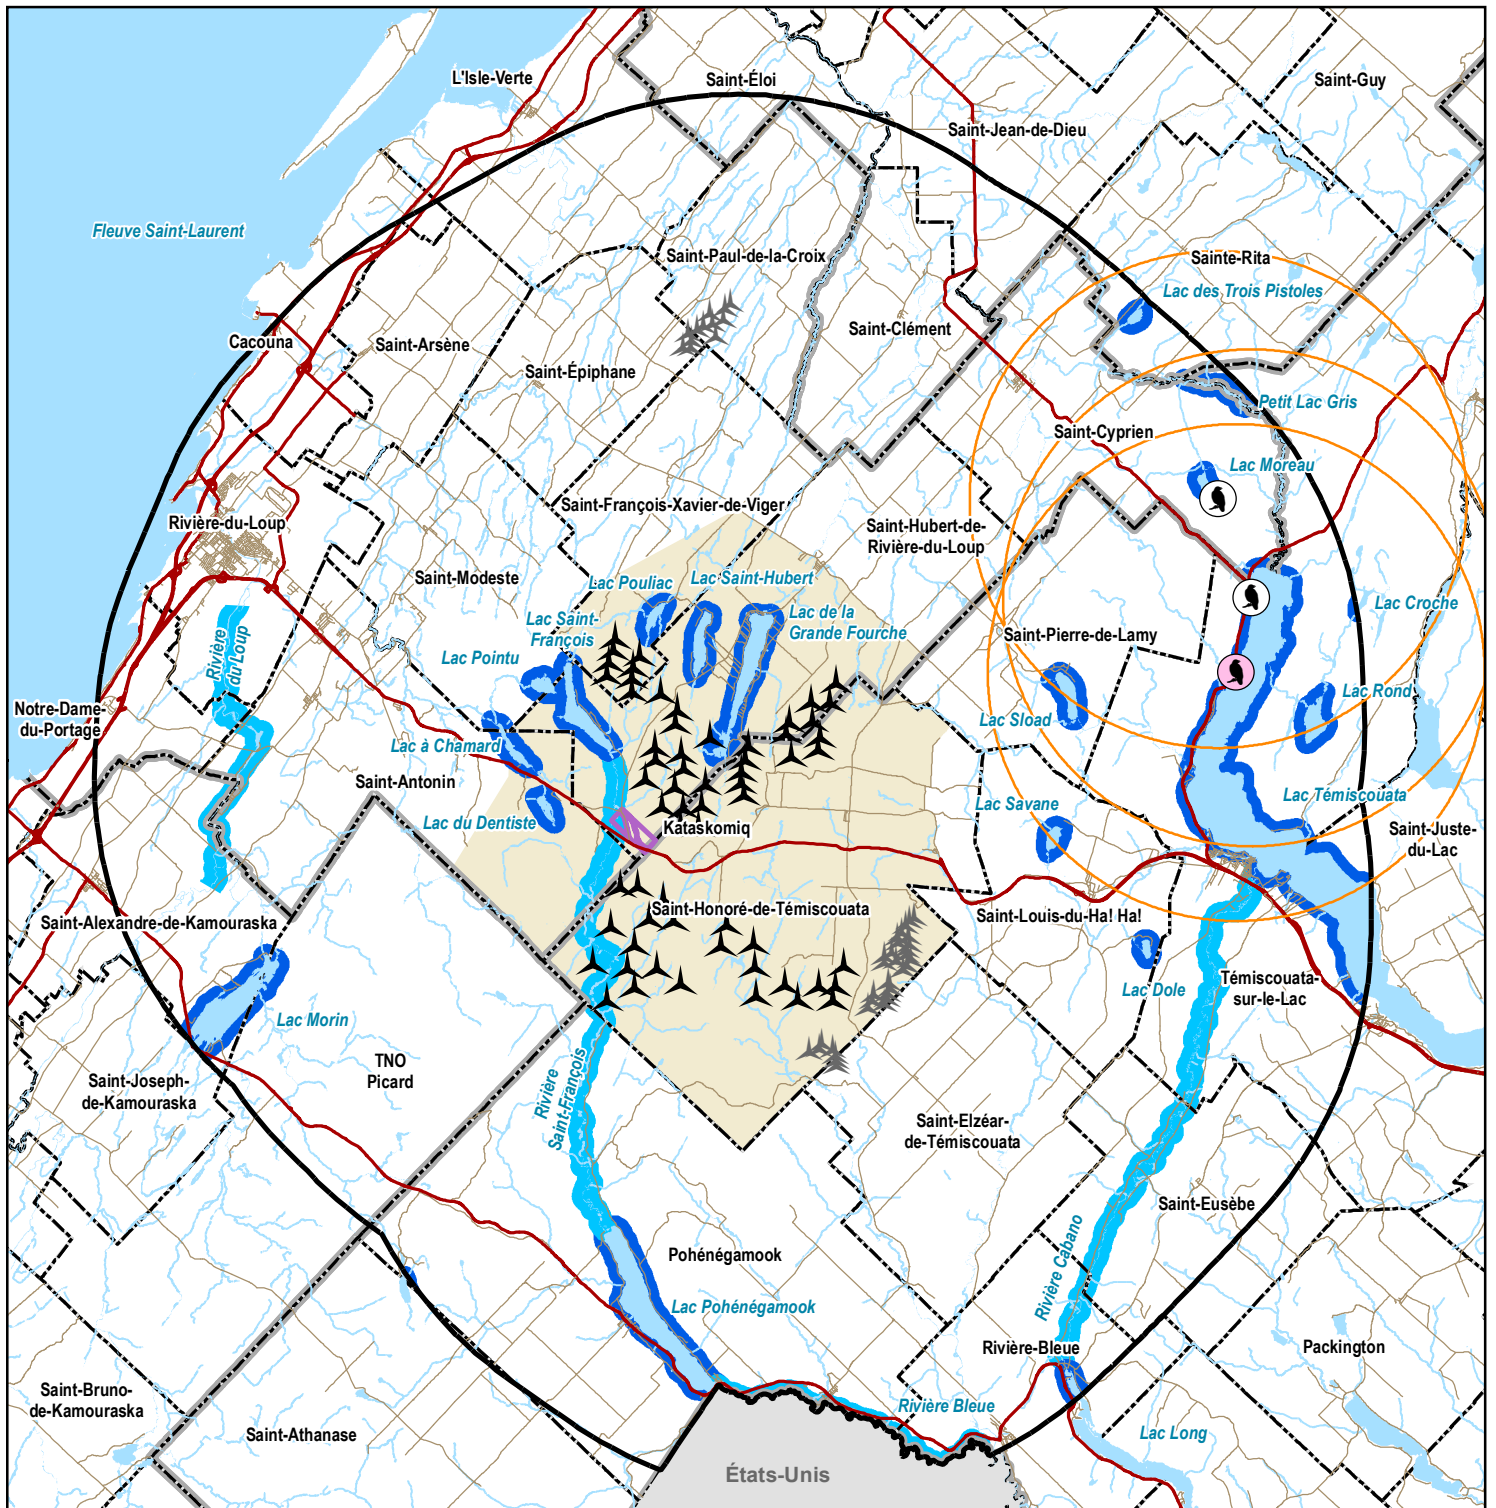 L'Isle-Verte
Saint-Éloi
Saint-Guy
Saint-Jean-de-Dieu
Fleuve Saint-Laurent
Saint-Paul-de-la-Croix
Sainte-Rita
Lac des Trois Pistoles
Saint-Clément
Cacouna
Saint-Arsène
Saint-Épiphane
Petit Lac Gris
Saint-Cyprien
Lac Moreau
Saint-François-Xavier-de-Viger
Rivière-du-Loup
Saint-Hubert-de-
Rivière-du-Loup
Saint-Modeste
Lac Pouliac
Lac Saint-Hubert
Lac Saint-
François
Lac de la
Grande Fourche
Lac Croche
Saint-Pierre-de-Lamy
Rivière
du Loup
Lac Pointu
Lac Rond
Notre-Dame-
du-Portage
Lac Sload
Lac à Chamard
Saint-Antonin
Lac Témiscouata
Lac Savane
Lac du Dentiste
Kataskomiq
Saint-Juste-
du-Lac
Saint-Honoré-de-Témiscouata
Saint-Louis-du-Ha! Ha!
Saint-Alexandre-de-Kamouraska
Témiscouata-
sur-le-Lac
Lac Dole
Lac Morin
TNO
Picard
Saint-Joseph-
de-Kamouraska
Rivière
Saint-François
Saint-Elzéar-
de-Témiscouata
Saint-Eusèbe
Rivière Cabano
Pohénégamook
Lac Pohénégamook
Rivière-Bleue
Packington
Saint-Bruno-
de-Kamouraska
Rivière Bleue
Saint-Athanase
Lac Long
États-Unis